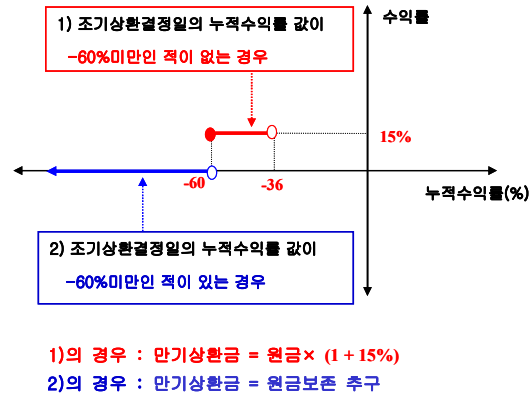 수익률
1) 조기상환결정일의 누적수익률 값이
-60%미만인 적이 없는 경우
15%
-60
-36
누적수익률(%)
2) 조기상환결정일의 누적수익률 값이
-60%미만인 적이 있는 경우
1)의 경우 : 만기상환금 = 원금× (1 + 15%)
2)의 경우 : 만기상환금 = 원금보존 추구